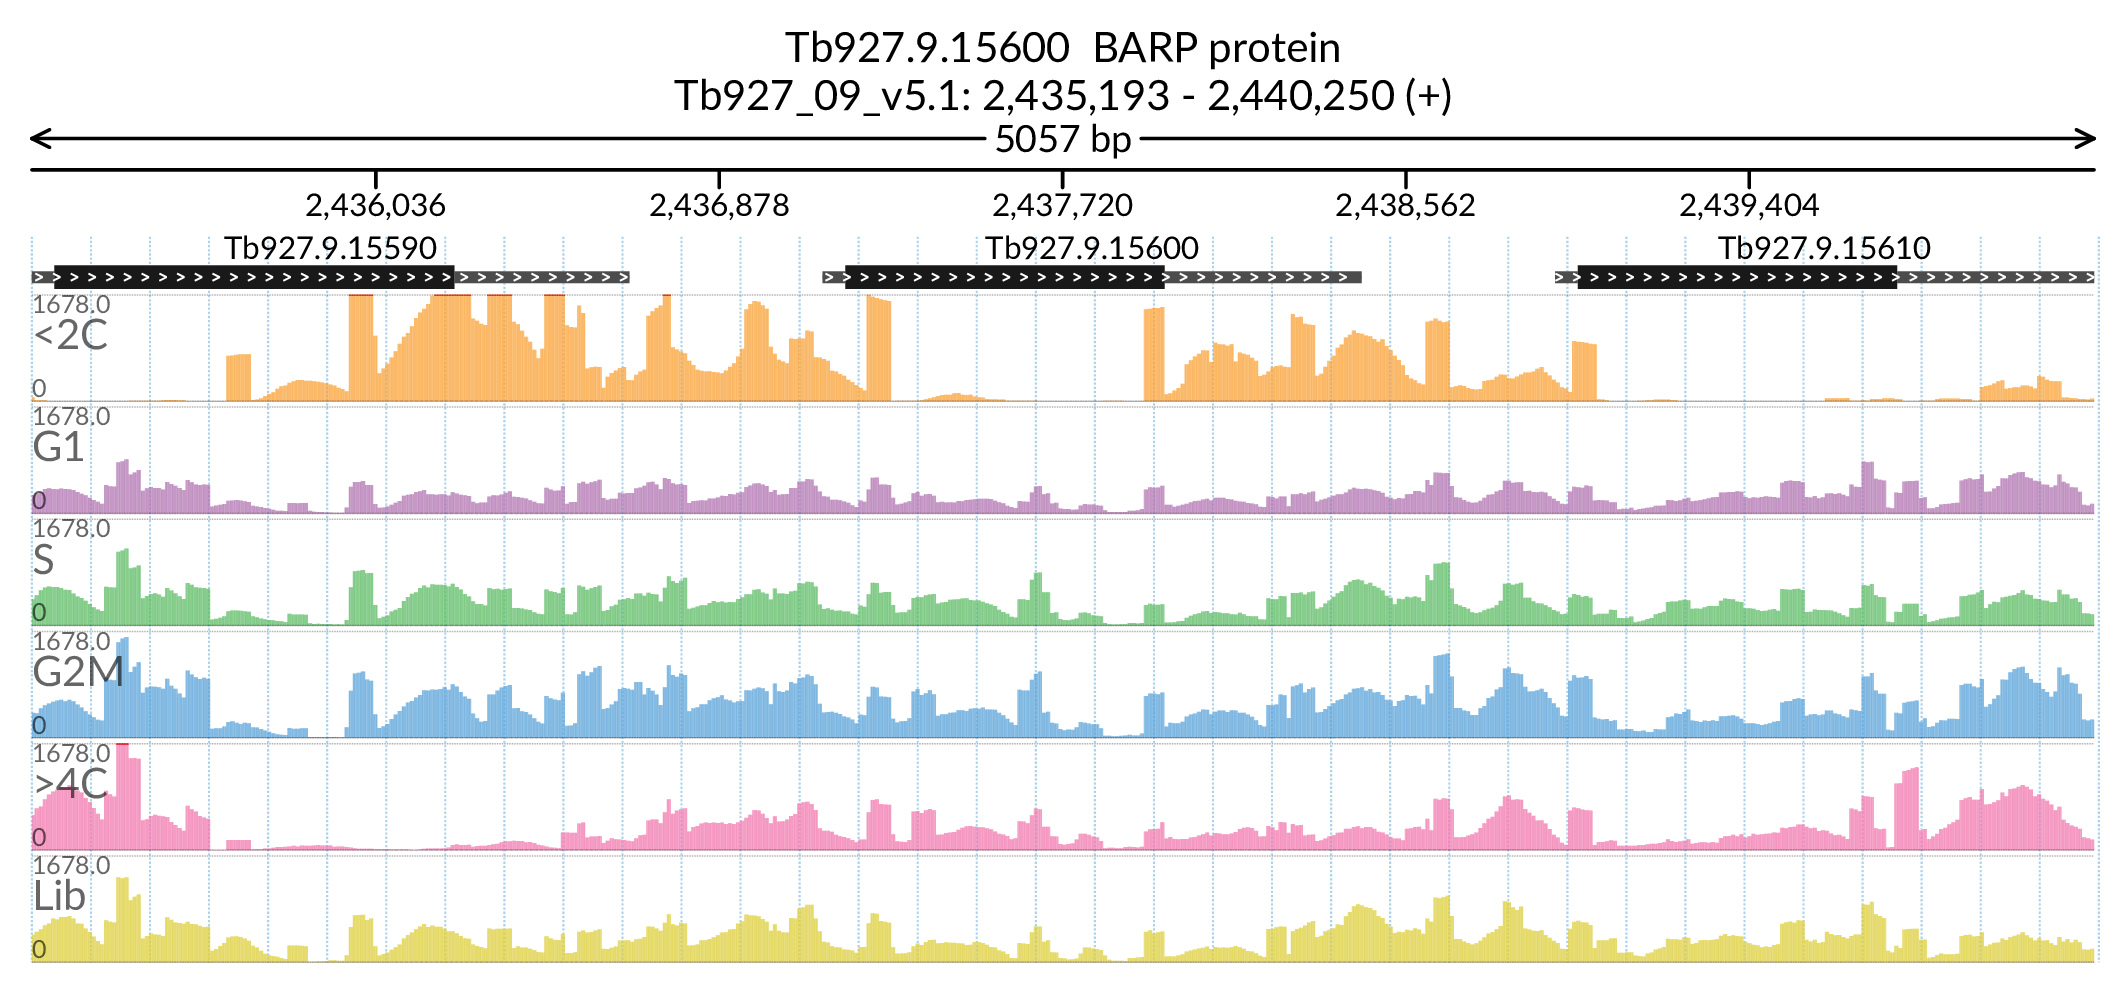 Tb927.9.15600 BARP protein
Tb927_09_v5.1: 2,435,193 - 2,440,250 (+)
5057 bp
2,436,036 2,436,878 2,437,720 2,438,562 2,439,404
Tb927.9.15590 Tb927.9.15600 Tb927.9.15610
1678.0
<2C
0
1678.0
G1
0
1678.0
S
0
1678.0
G2M
0
1678.0
>4C
0
1678.0
Lib
0